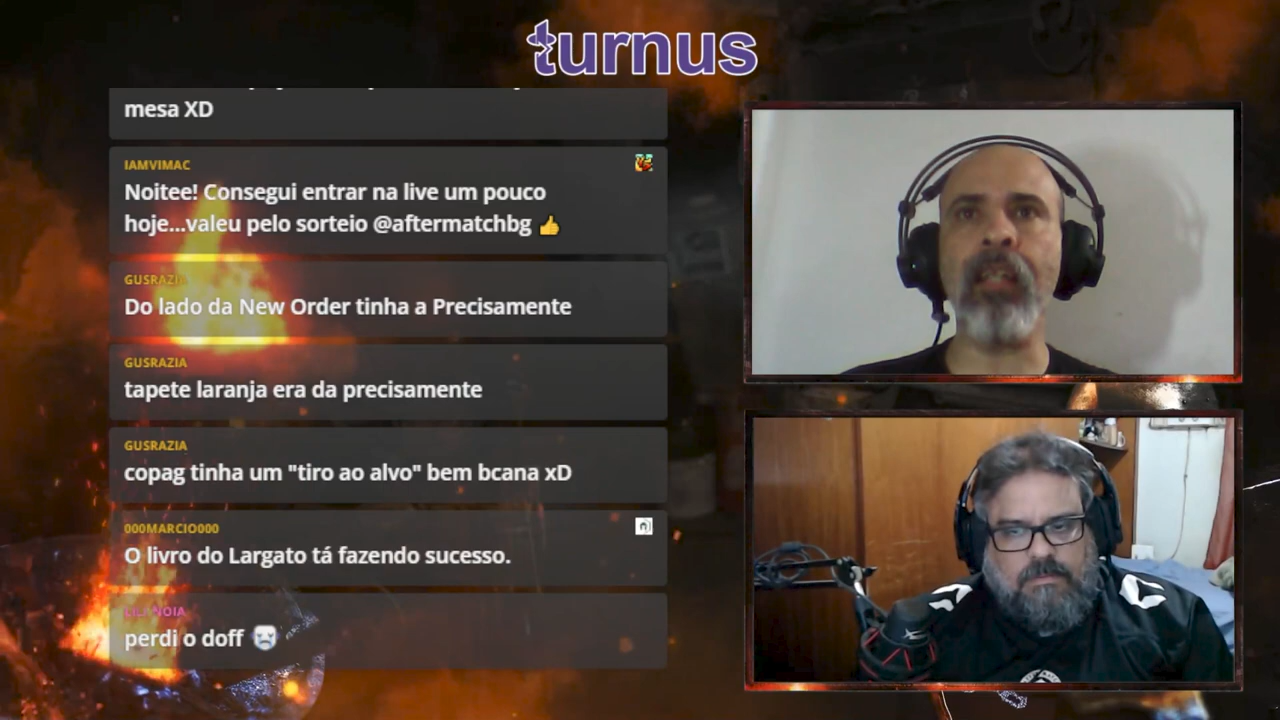 turnus
mesa XD
IAMVIMAC
Noitee! Consegui entrar na live um pouco
hoje...valeu pelo sorteio @aftermatchbg 👍
GUSRAZIA
Do lado da New Order tinha a Precisamente
GUSRAZIA
tapete laranja era da precisamente
GUSRAZIA
copag tinha um "tiro ao alvo" bem bcana xD
000MARCIO000
O livro do Largato tá fazendo sucesso.
perdi o doff 😢